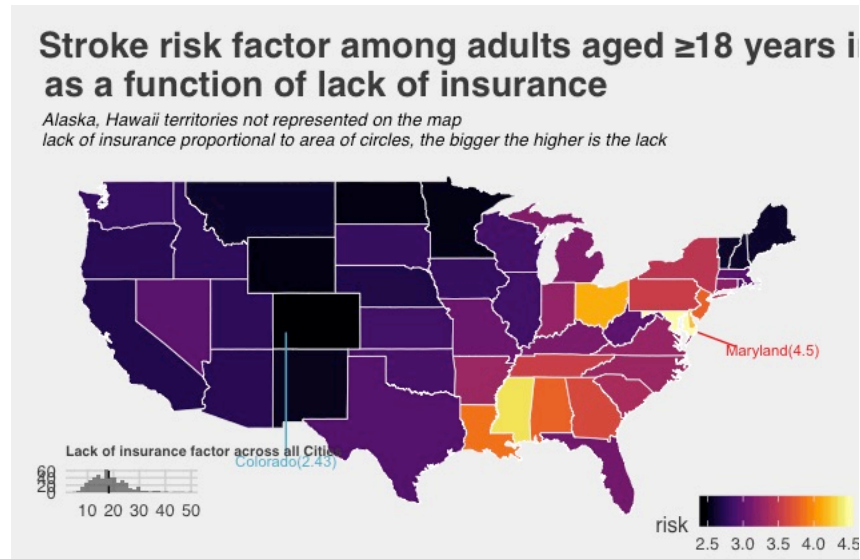 Stroke risk factor among adults aged ≥18 years i
as a function of lack of insurance
Alaska, Hawaii territories not represented on the map
lack of insurance proportional to area of circles, the bigger the higher is the lack
Maryland(4.5)
Lack of insurance factor across all Cities
Colorado(2.43)
60
40
20
0
10 20 30 40 50
risk
2.5 3.0 3.5 4.0 4.5